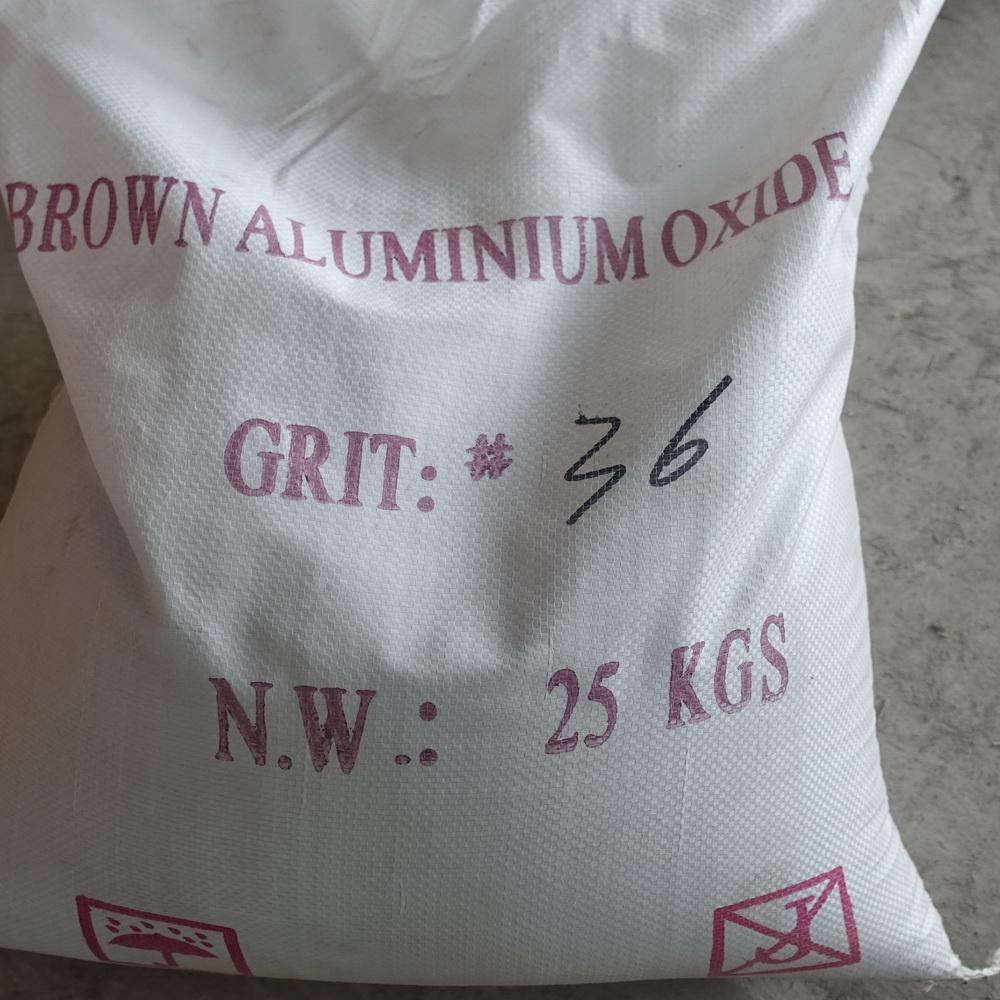 BROWN ALUMINIUM OXIDE
GRIT: # 36
N.W.: 25 KGS